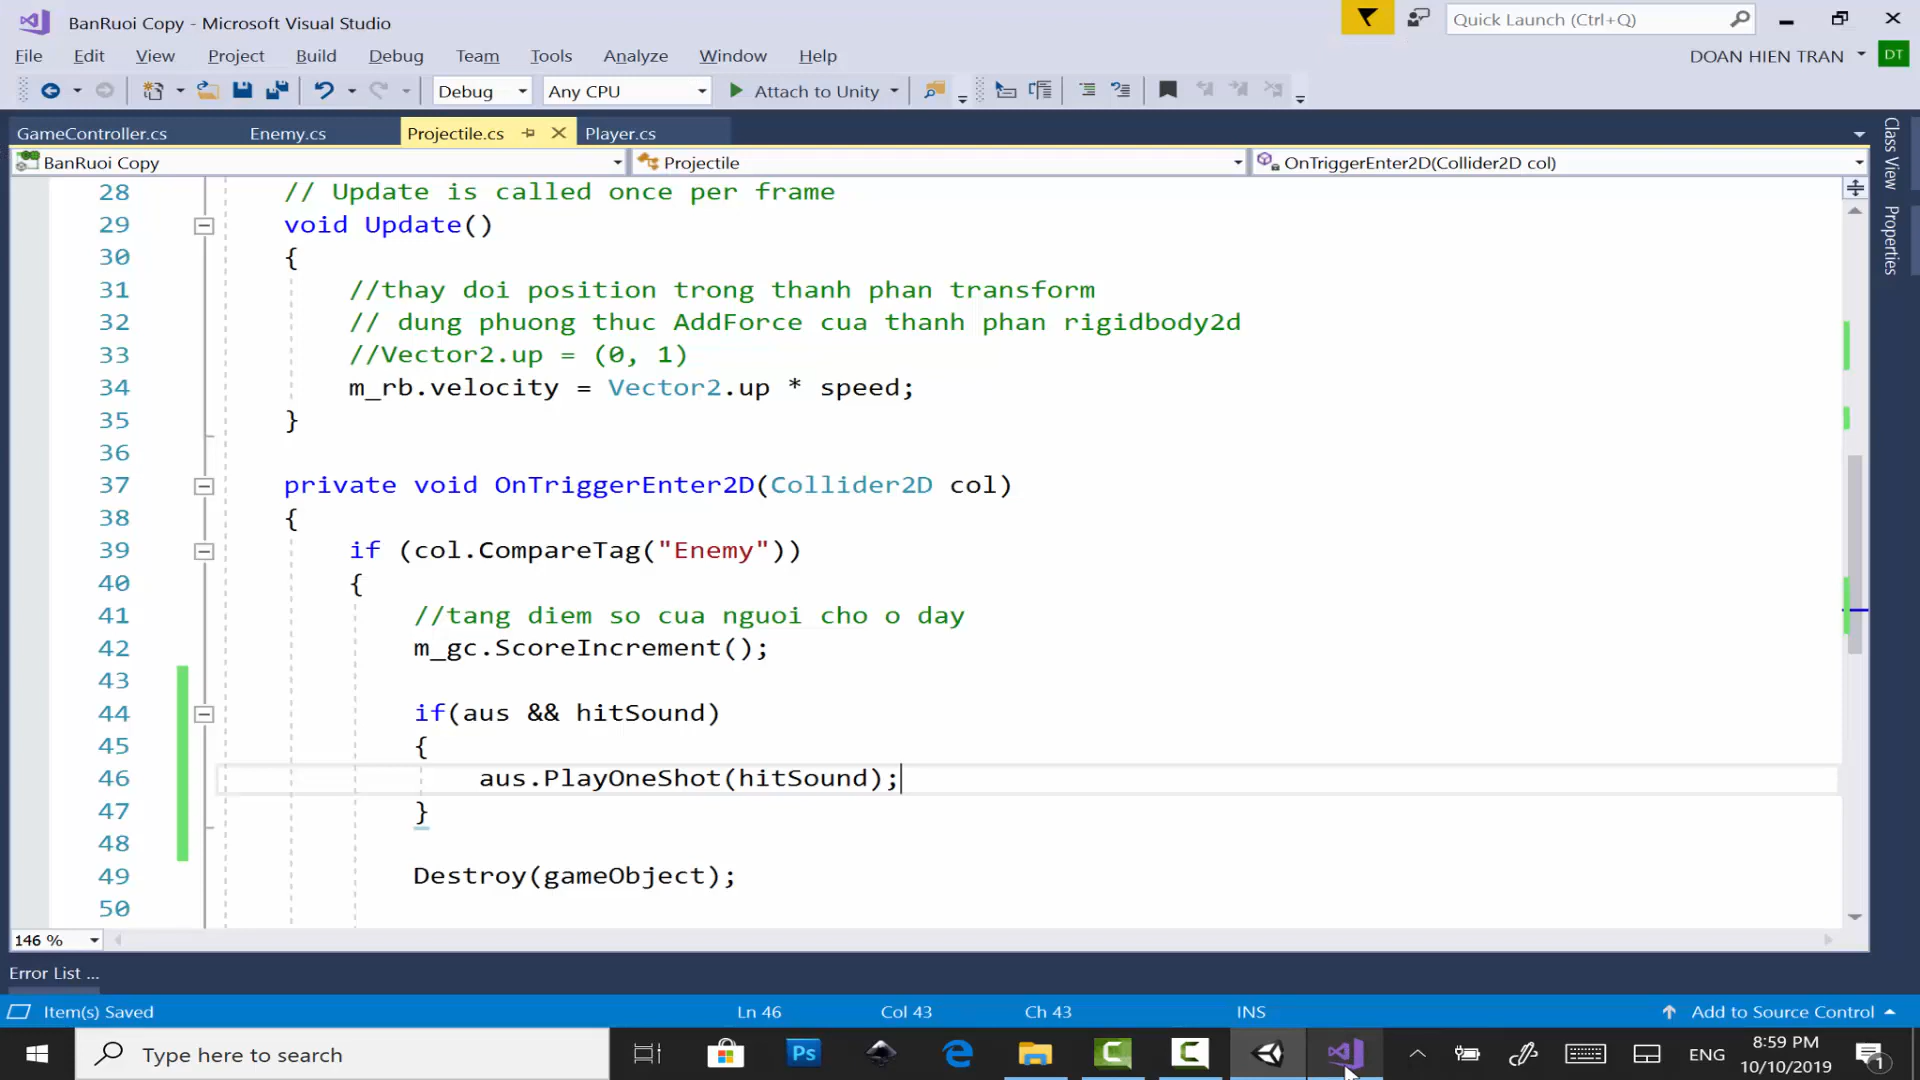 BanRuoi Copy - Microsoft Visual Studio
Quick Launch (Ctrl+Q)
File Edit View Project Build Debug Team Tools Analyze Window Help
DOAN HIEN TRAN DT
Debug Any CPU Attach to Unity
GameController.cs Enemy.cs Projectile.cs Player.cs
BanRuoi Copy Projectile OnTriggerEnter2D(Collider2D col)
Class View
Properties
28 // Update is called once per frame
29 void Update()
30 {
31 //thay doi position trong thanh phan transform
32 // dung phuong thuc AddForce cua thanh phan rigidbody2d
33 //Vector2.up = (0, 1)
34 m_rb.velocity = Vector2.up * speed;
35 }
36
37 private void OnTriggerEnter2D(Collider2D col)
38 {
39 if (col.CompareTag("Enemy"))
40 {
41 //tang diem so cua nguoi cho o day
42 m_gc.ScoreIncrement();
43
44 if(aus && hitSound)
45 {
46 aus.PlayOneShot(hitSound);
47 }
48
49 Destroy(gameObject);
50
146 %
Error List ...
Item(s) Saved Ln 46 Col 43 Ch 43 INS Add to Source Control
Type here to search
Ps
ENG
8:59 PM
10/10/2019
1